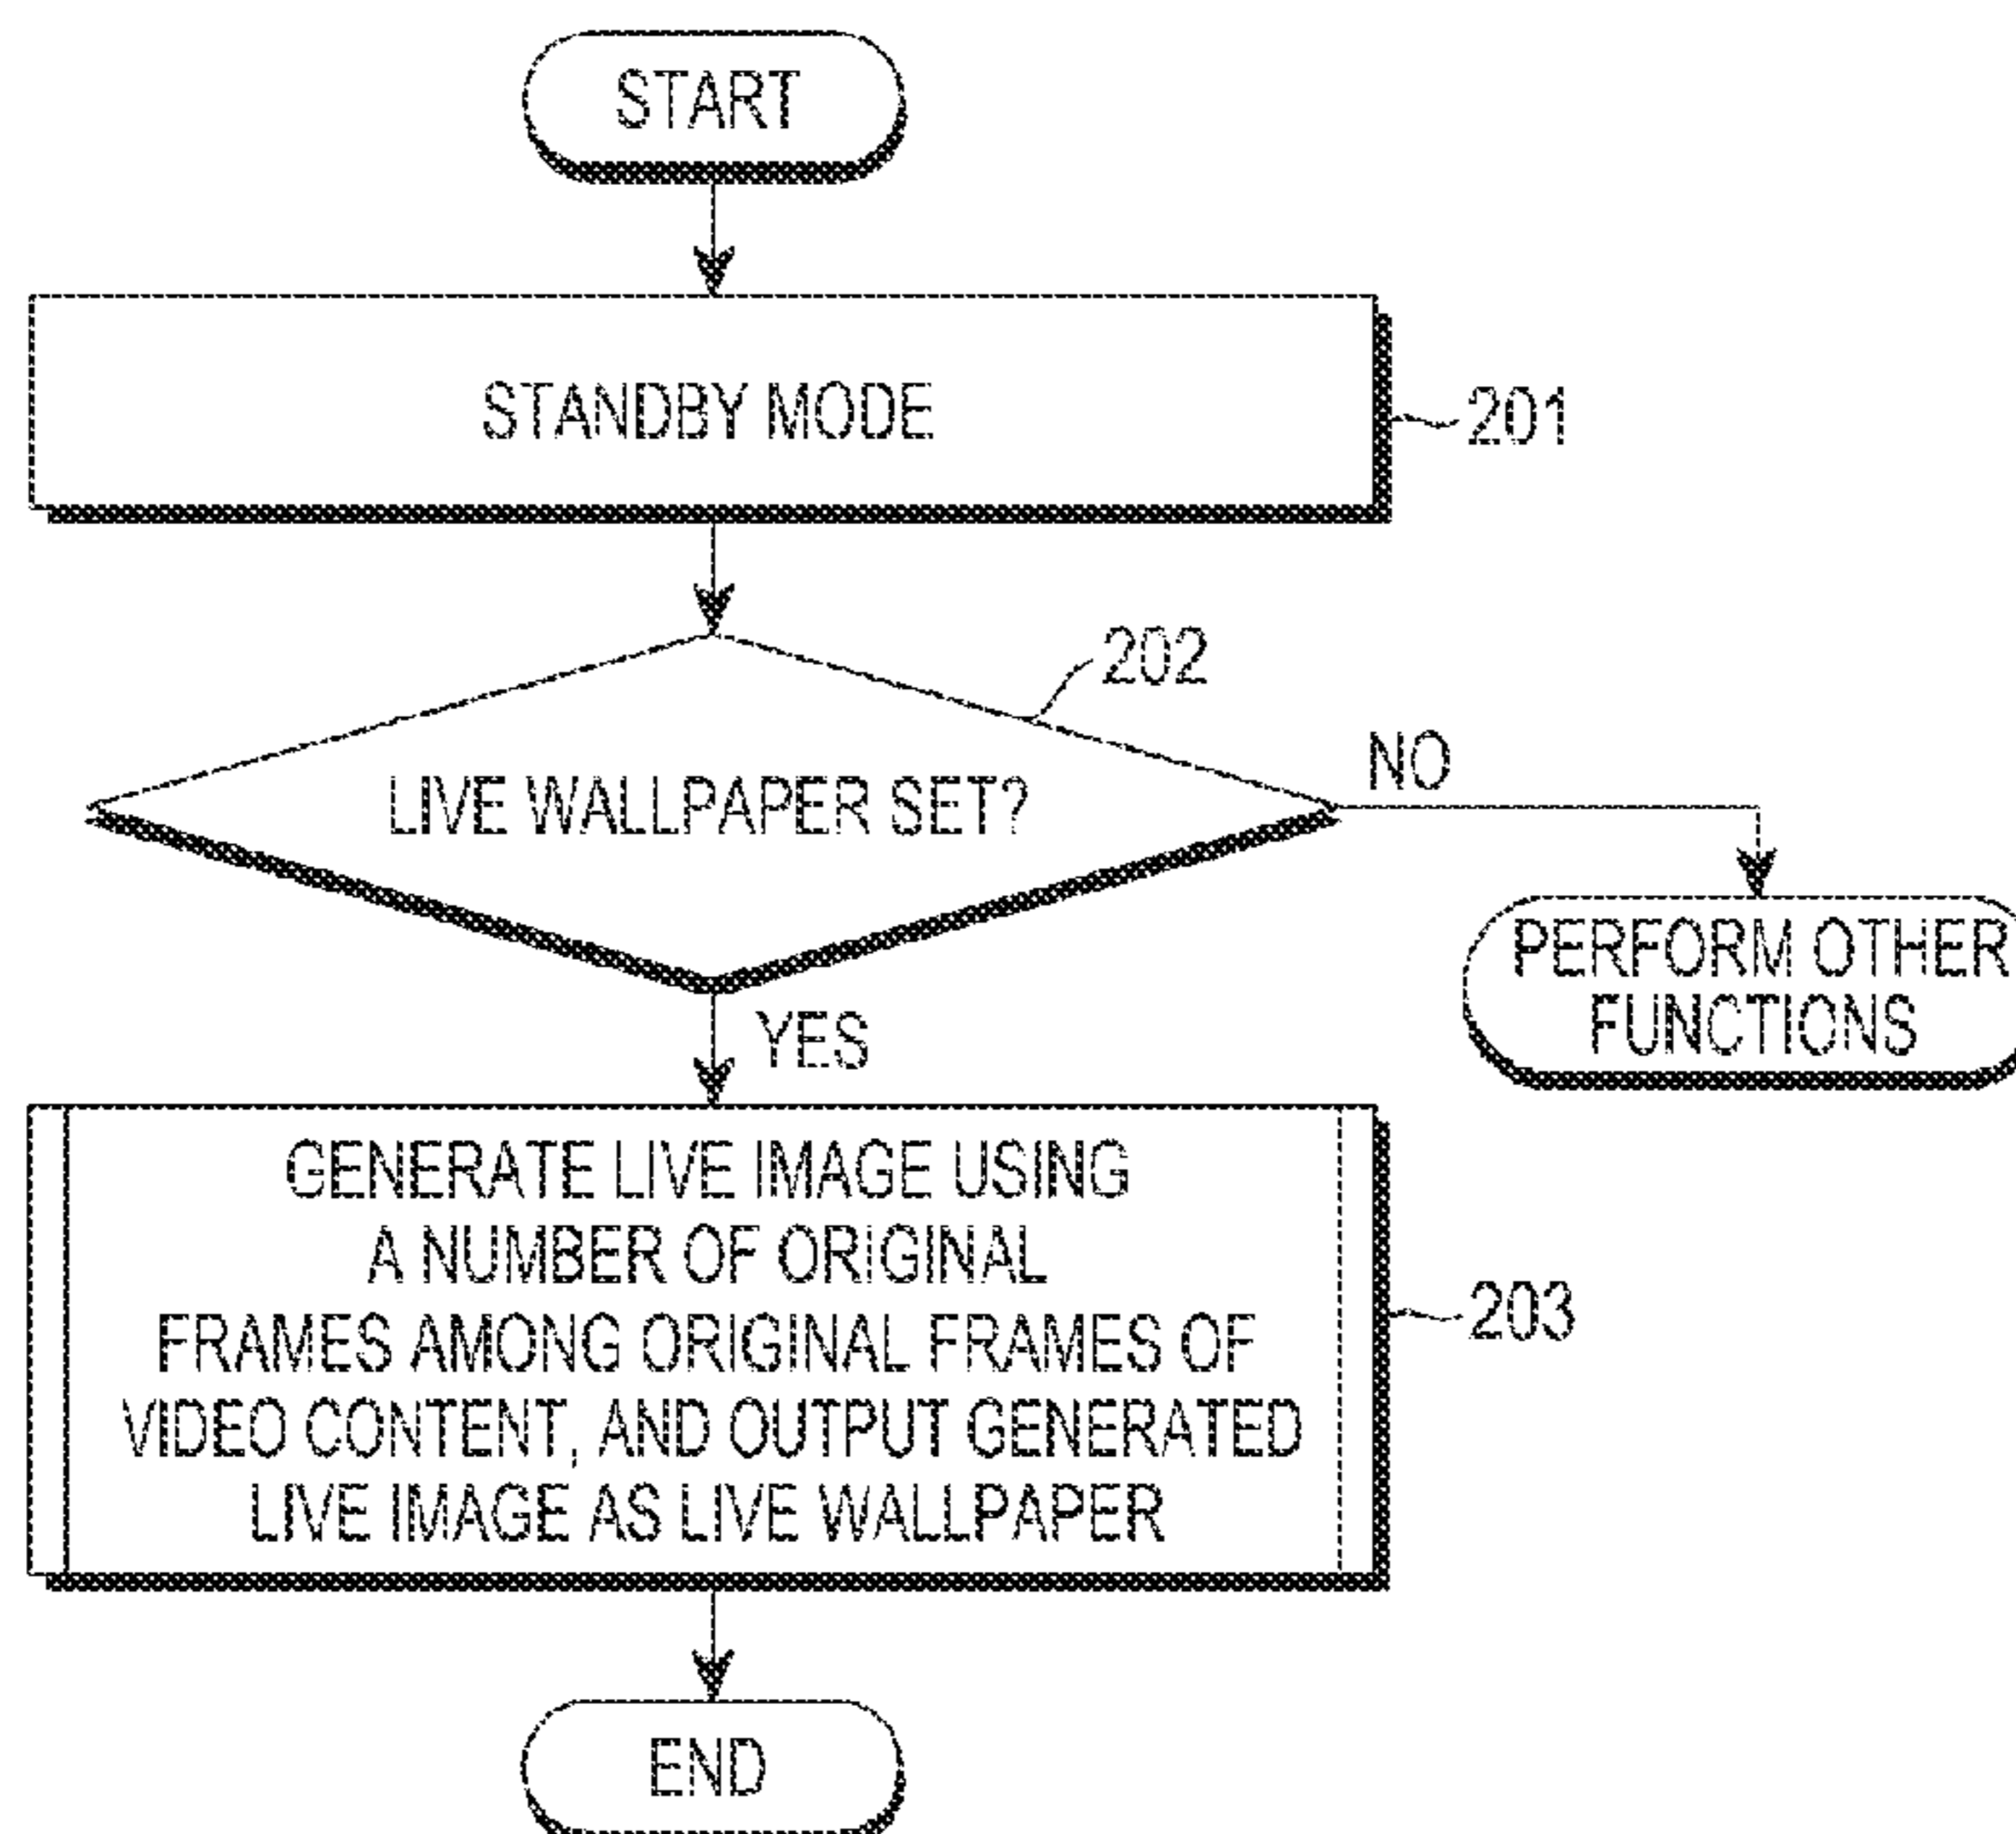 START
STANDBY MODE
201
202
LIVE WALLPAPER SET?
NO
PERFORM OTHER
FUNCTIONS
YES
GENERATE LIVE IMAGE USING
A NUMBER OF ORIGINAL
FRAMES AMONG ORIGINAL FRAMES OF
VIDEO CONTENT, AND OUTPUT GENERATED
LIVE IMAGE AS LIVE WALLPAPER
203
END